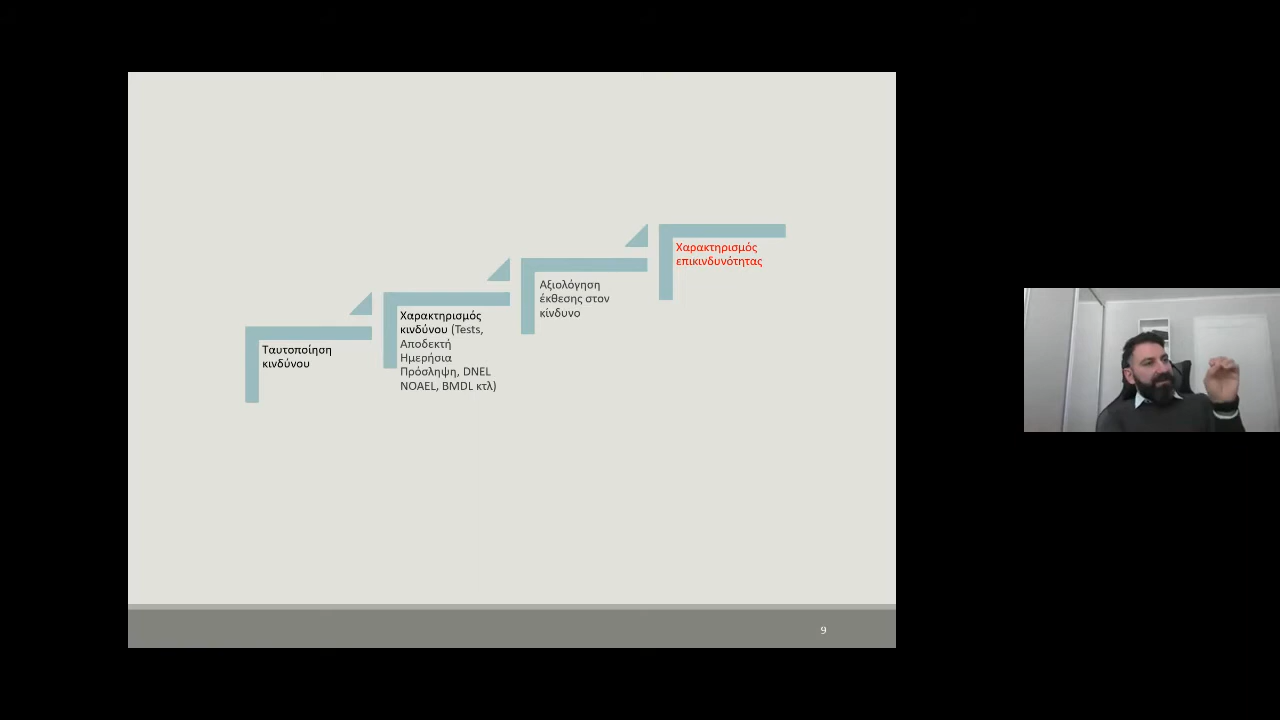 Ταυτοποίηση
κινδύνου
Χαρακτηρισμός
κινδύνου (Tests,
Αποδεκτή
Ημερήσια
Πρόσληψη, DNEL
NOAEL, BMDL κτλ)
Αξιολόγηση
έκθεσης στον
κίνδυνο
Χαρακτηρισμός
επικινδυνότητας
9